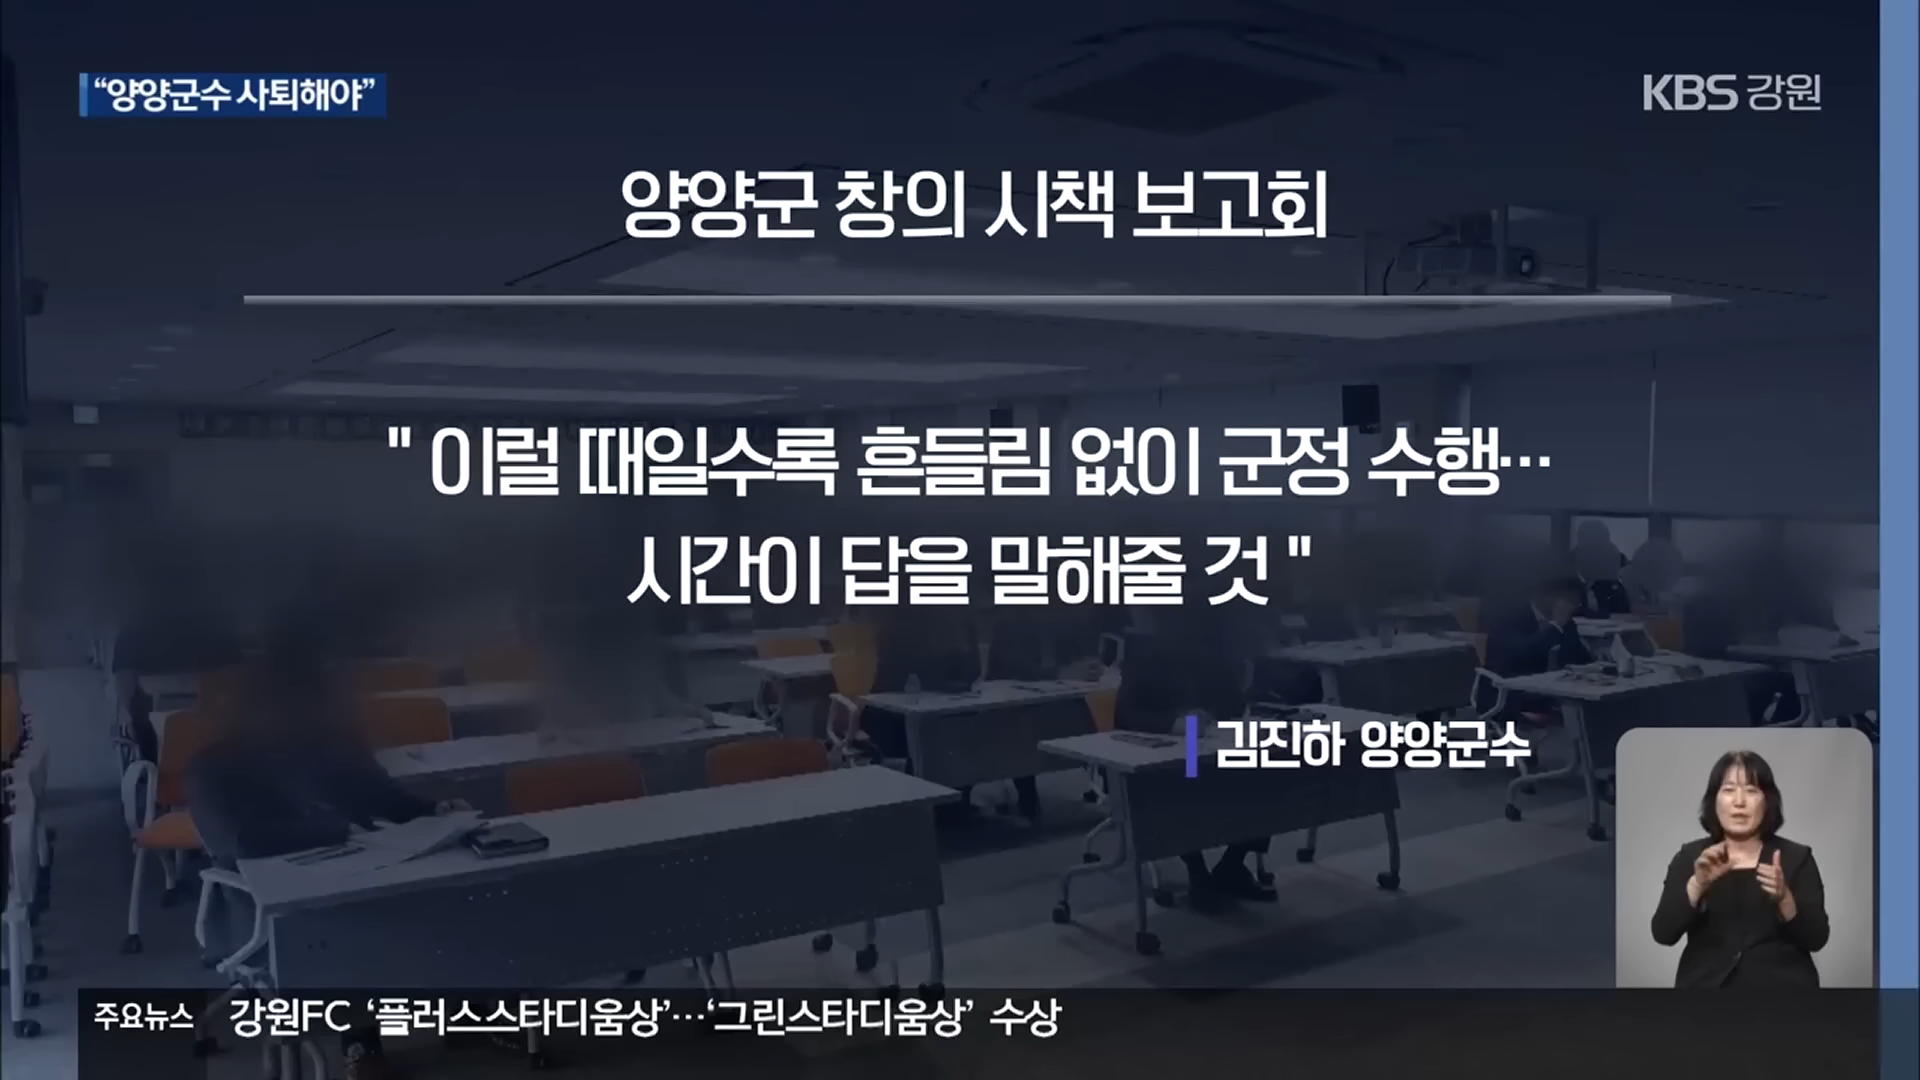 “양양군수 사퇴해야”
KBS 강원
양양군 창의 시책 보고회
" 이럴 때일수록 흔들림 없이 군정 수행…
시간이 답을 말해줄 것 "
김진하 양양군수
주요뉴스 강원FC ‘플러스스타디움상’…‘그린스타디움상’ 수상